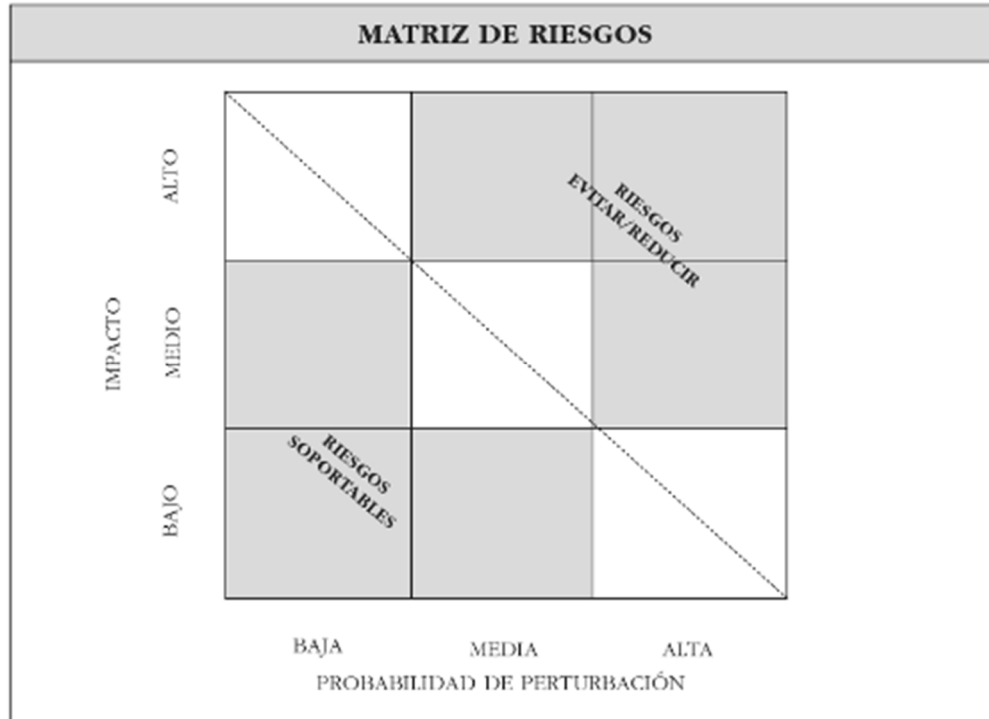 MATRIZ DE RIESGOS
ALTO
RIESGOS
EVITAR/REDUCIR
IMPACTO
MEDIO
RIESGOS
SOPORTABLES
BAJO
BAJA
MEDIA
ALTA
PROBABILIDAD DE PERTURBACIÓN